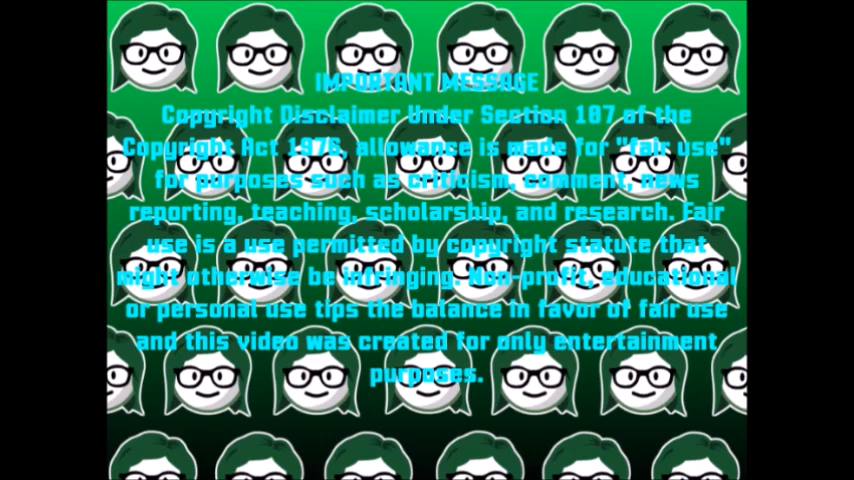 IMPORTANT MESSAGE
Copyright Disclaimer Under Section 107 of the
Copyright Act 1976, allowance is made for "fair use"
for purposes such as criticism, comment, news
reporting, teaching, scholarship, and research. Fair
use is a use permitted by copyright statute that
might otherwise be infringing. Non-profit, educational
or personal use tips the balance in favor of fair use
and this video was created for only entertainment
purposes.